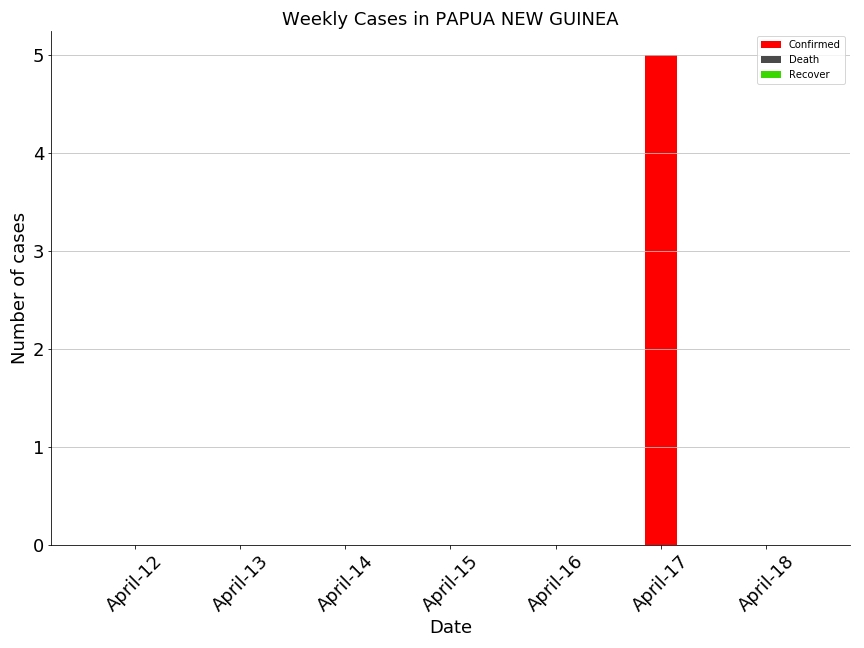 Weekly Cases in PAPUA NEW GUINEA
Confirmed
Death
Recover
Number of cases
5
4
3
2
1
0
April-12
April-13
April-14
April-15
April-16
April-17
April-18
Date